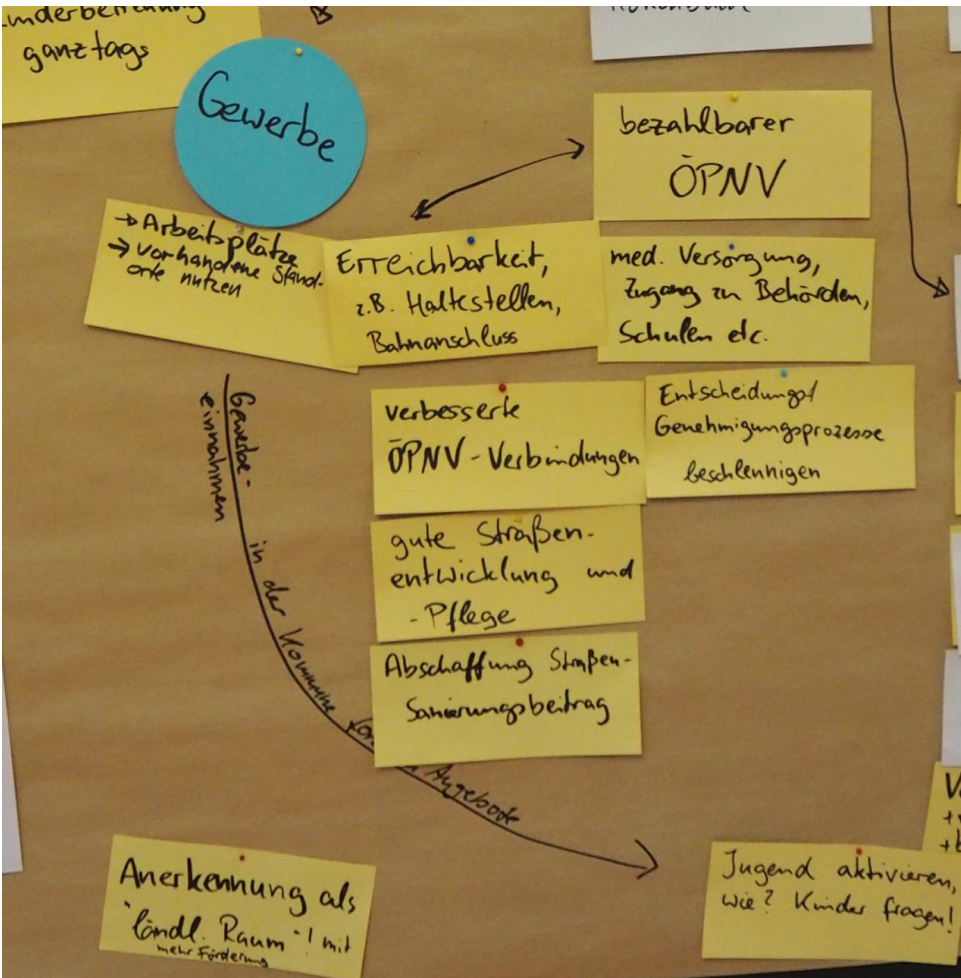 ganztags
Gewerbe
bezahlbarer
ÖPNV
→ Arbeitsplätze
→ vorhandene Stand-
orte nutzen
Erreichbarkeit,
z.B. Haltestellen,
Bahnanschluss
med. Versorgung,
Zugang zu Behörden,
Schulen etc.
verbesserte
ÖPNV-Verbindungen
Entscheidungs/
Genehmigungsprozesse
beschleunigen
gute Straßen-
entwicklung und
-Pflege
Abschaffung Straßen-
Sanierungsbeitrag
Gewerbe-
einnahmen
in der Kommune
Angebote
Anerkennung als
"ländl. Raum"! mit
mehr Förderung
Jugend aktivieren,
wie? Kinder fragen!